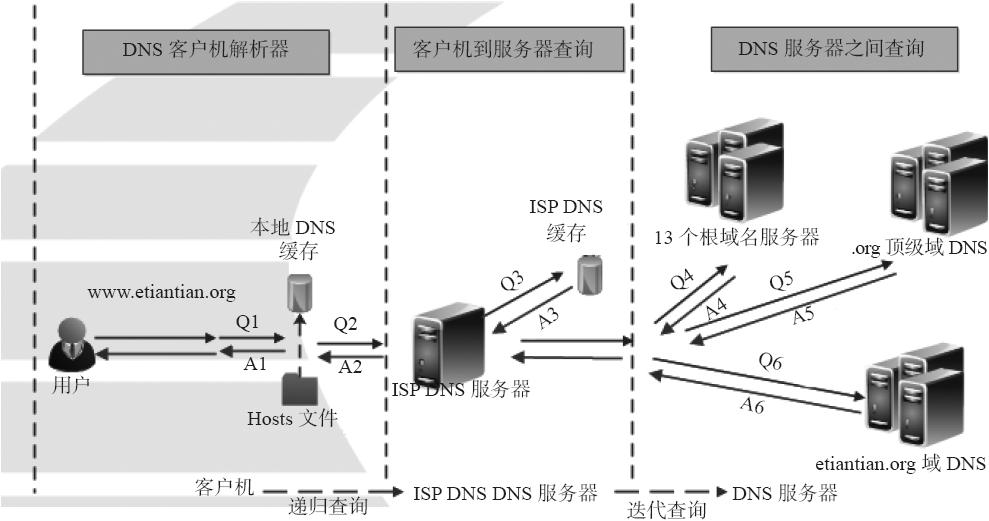 DNS 客户机解析器
客户机到服务器查询
DNS 服务器之间查询
本地 DNS
缓存
ISP DNS
缓存
13 个根域名服务器
.org 顶级域 DNS
www.etiantian.org
Q1
A1
Q2
A2
Q3
A3
Q4
A4
Q5
A5
Q6
A6
用户
Hosts 文件
ISP DNS 服务器
etiantian.org 域 DNS
客户机
递归查询
ISP DNS DNS 服务器
迭代查询
DNS 服务器